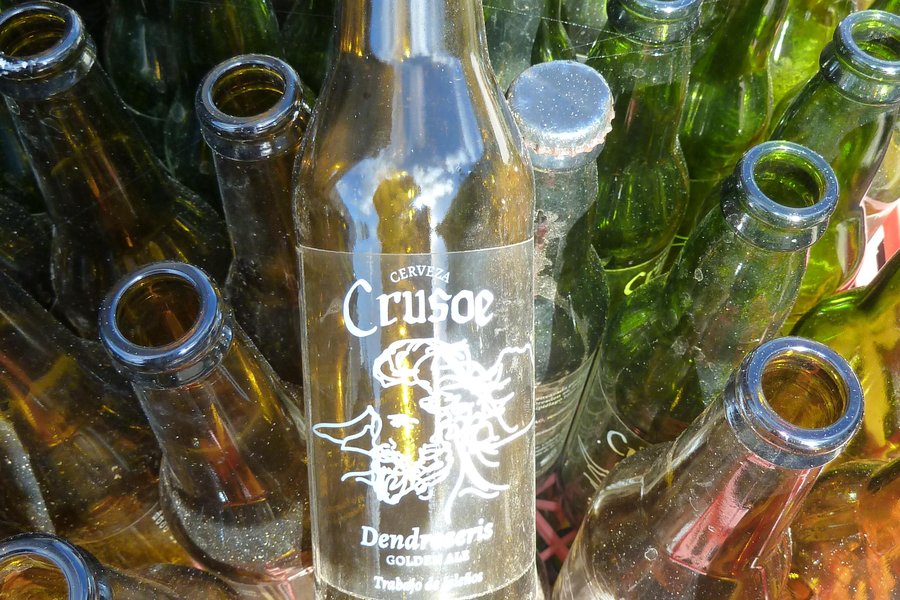 CERVEZA
Crusoe
Dendroseris
GOLDEN ALE
Trabajo de isleños